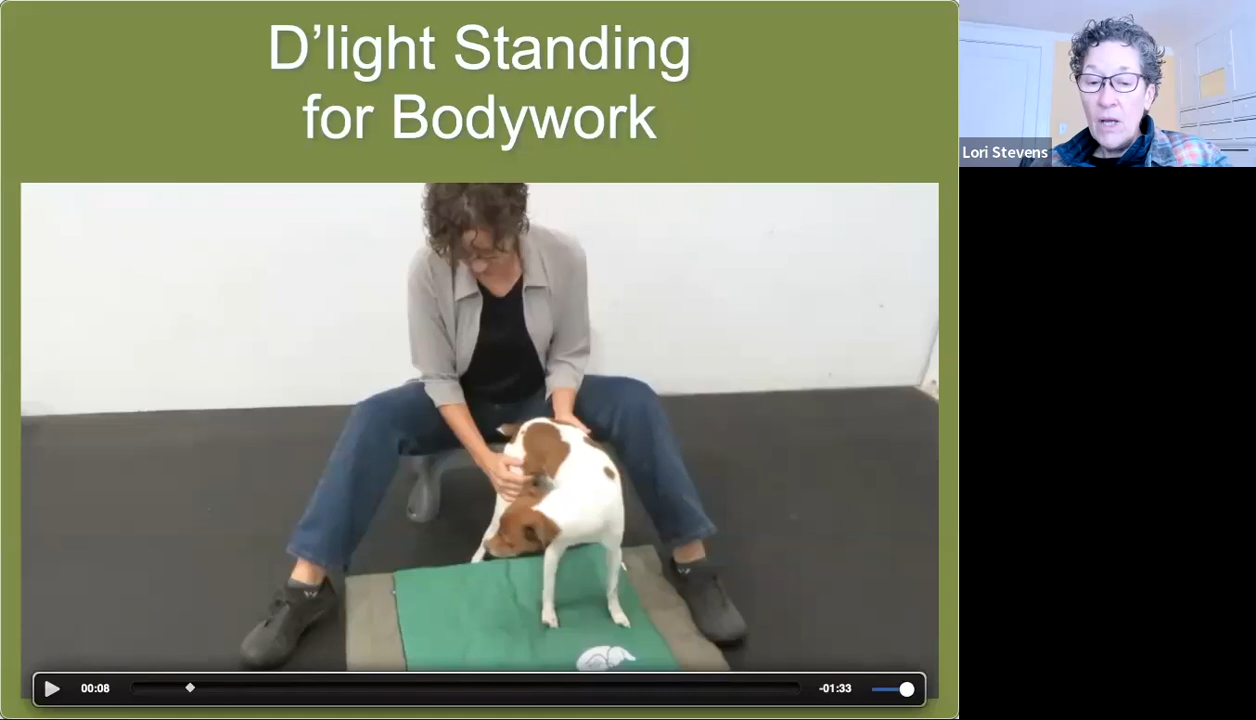 D’light Standing
for Bodywork
Lori Stevens
00:08
-01:33